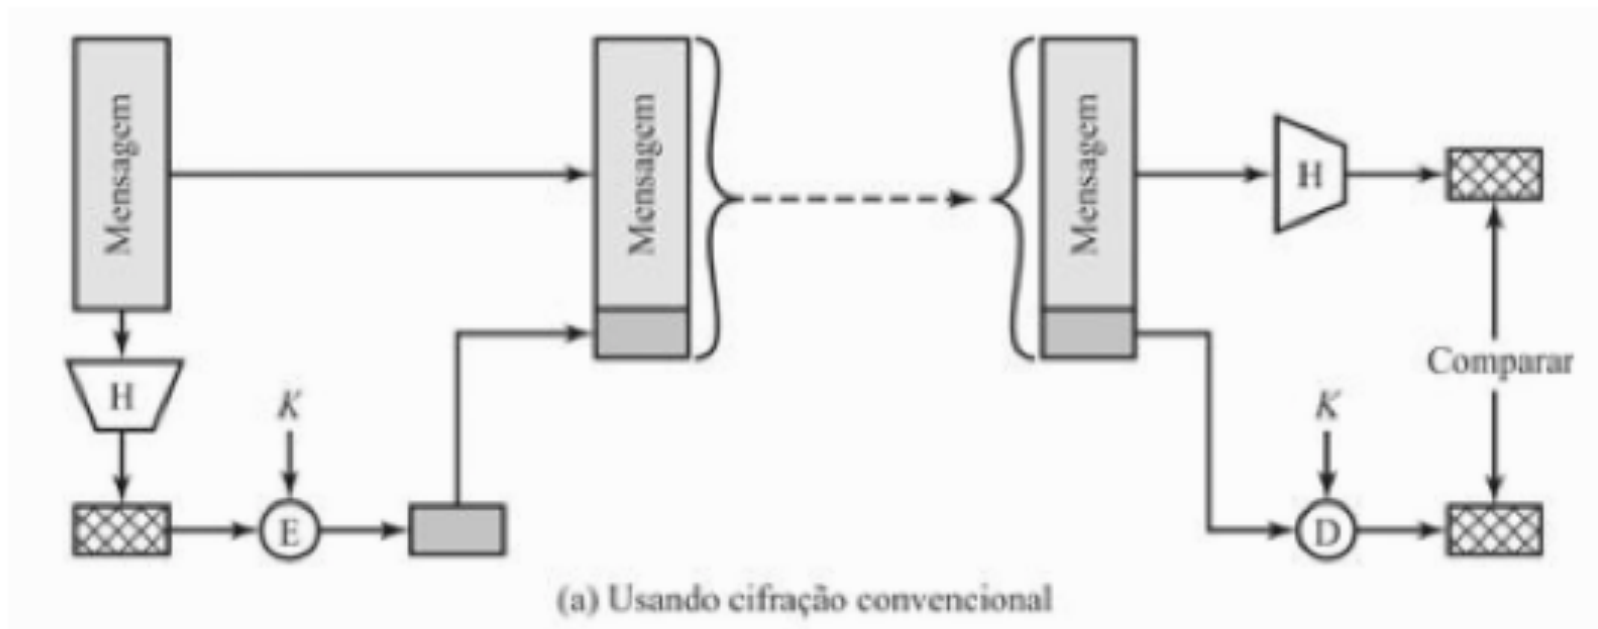 Mensagem
Mensagem
Mensagem
H
H
Comparar
K
K
E
D
(a) Usando cifração convencional